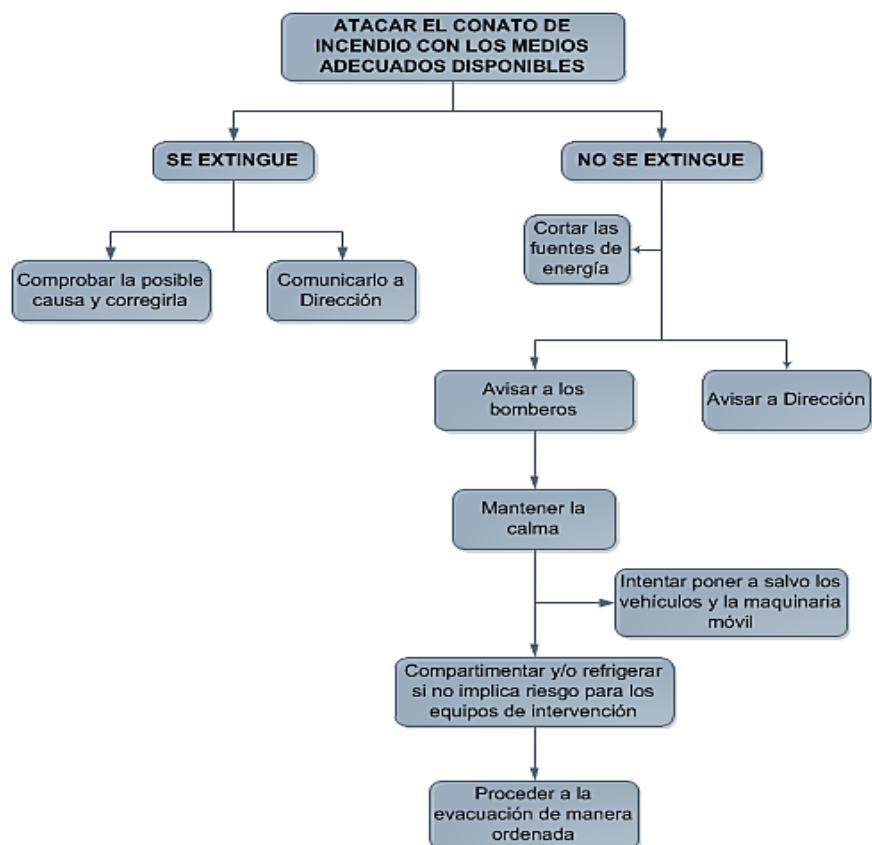 ATACAR EL CONATO DE
INCENDIO CON LOS MEDIOS
ADECUADOS DISPONIBLES
SE EXTINGUE
NO SE EXTINGUE
Cortar las
fuentes de
energía
Comprobar la posible
causa y corregirla
Comunicarlo a
Dirección
Avisar a los
bomberos
Avisar a Dirección
Mantener la
calma
Intentar poner a salvo los
vehículos y la maquinaria
móvil
Compartimentar y/o refrigerar
si no implica riesgo para los
equipos de intervención
Proceder a la
evacuación de manera
ordenada